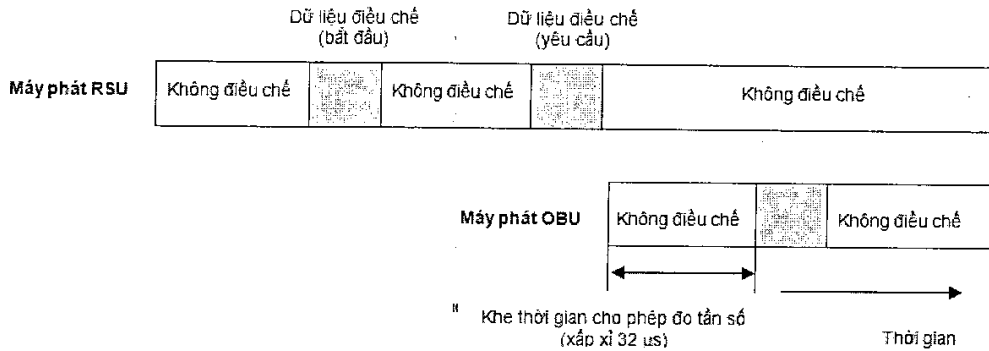 Dữ liệu điều chế
(bắt đầu)
Dữ liệu điều chế
(yêu cầu)
Máy phát RSU
Không điều chế
Không điều chế
Không điều chế
Máy phát OBU
Không điều chế
Không điều chế
Khe thời gian cho phép đo tần số
(xấp xỉ 32 µs)
Thời gian